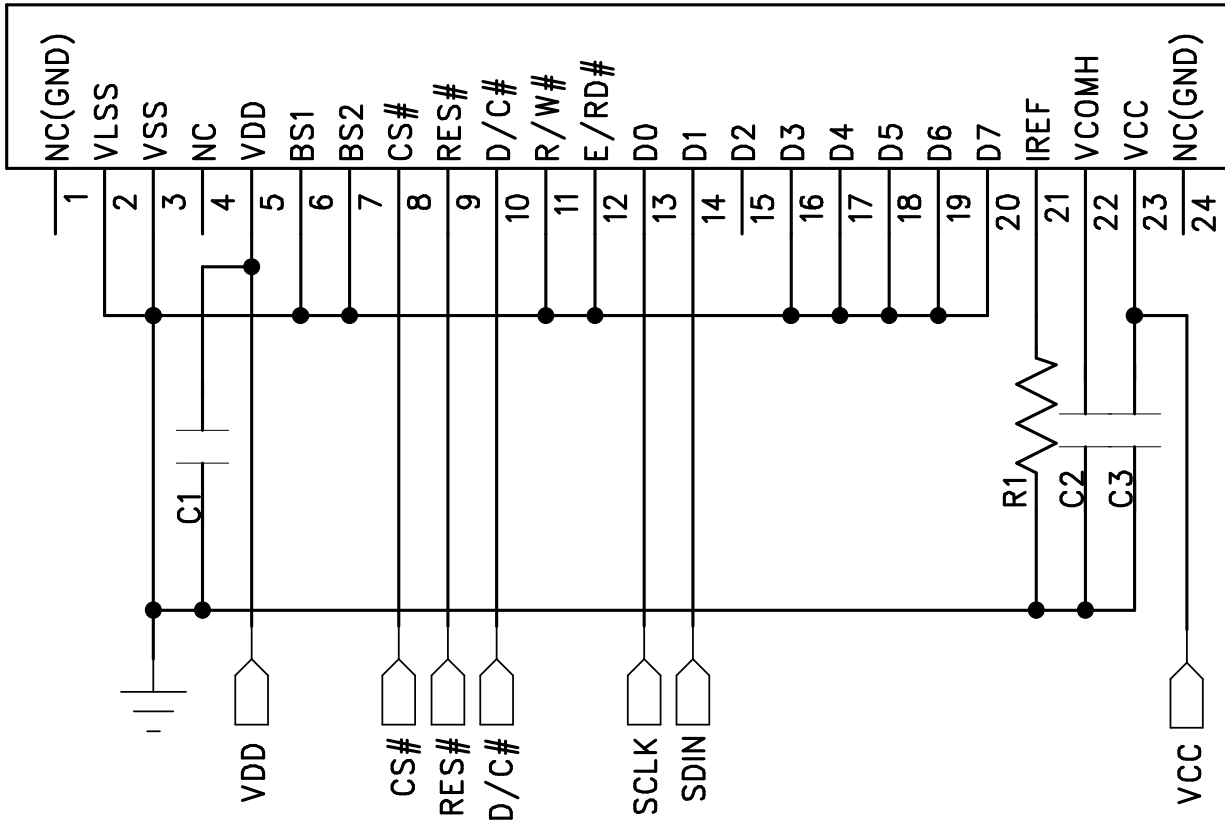 NC(GND)
VLSS
VSS
NC
VDD
BS1
BS2
CS#
RES#
D/C#
R/W#
E/RD#
D0
D1
D2
D3
D4
D5
D6
D7
IREF
VCOMH
VCC
NC(GND)
1
2
3
4
5
6
7
8
9
10
11
12
13
14
15
16
17
18
19
20
21
22
23
24
C1
R1
C2
C3
VDD
CS#
RES#
D/C#
SCLK
SDIN
VCC